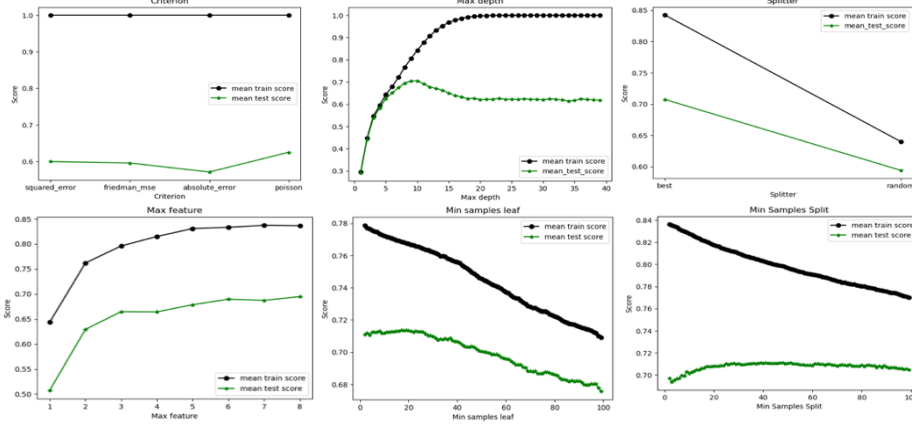 Criterion
1.0
0.9
0.8
0.7
0.6
Score
mean train score
mean test score
squared_error
friedman_mse
absolute_error
poisson
Criterion
Max depth
1.0
0.9
0.8
0.7
0.6
0.5
0.4
0.3
Score
mean train score
mean_test_score
0 5 10 15 20 25 30 35 40
Max depth
Splitter
0.85
0.80
0.75
0.70
0.65
0.60
Score
mean train score
mean_test_score
best
random
Splitter
Max feature
0.85
0.80
0.75
0.70
0.65
0.60
0.55
0.50
Score
mean train score
mean test score
1 2 3 4 5 6 7 8
Max feature
Min samples leaf
0.78
0.76
0.74
0.72
0.70
0.68
Score
mean train score
mean test score
0 20 40 60 80 100
Min samples leaf
Min Samples Split
0.84
0.82
0.80
0.78
0.76
0.74
0.72
0.70
Score
mean train score
mean test score
0 20 40 60 80 100
Min Samples Split